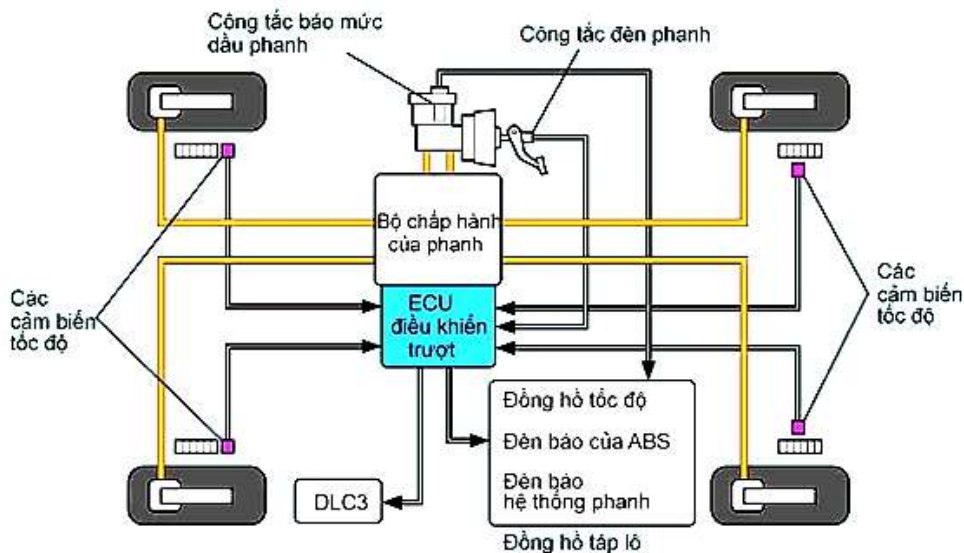 Công tắc báo mức
dầu phanh
Công tắc đèn phanh
Bộ chấp hành
của phanh
Các
cảm biến
tốc độ
ECU
điều khiển
trượt
Các
cảm biến
tốc độ
Đồng hồ tốc độ
Đèn báo của ABS
Đèn báo
hệ thống phanh
DLC3
Đồng hồ táp lô